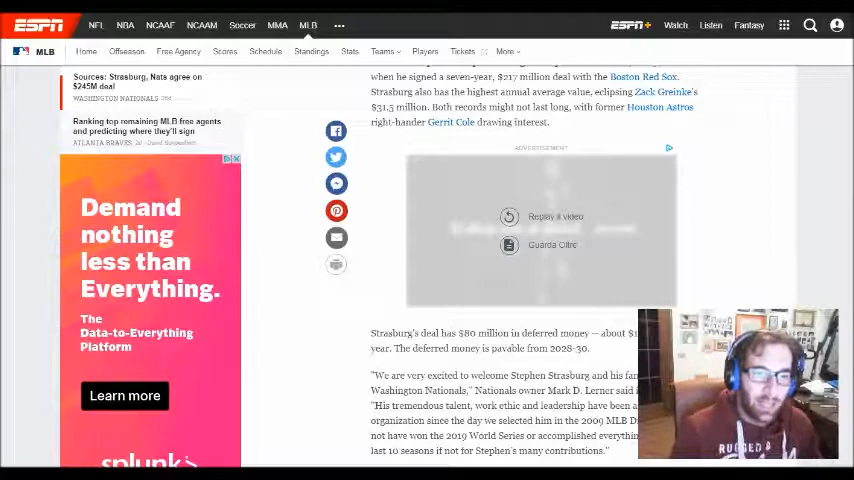 ESPN NFL NBA NCAAF NCAAM Soccer MMA MLB ••• ESPN+ Watch Listen Fantasy
MLB Home Offseason Free Agency Scores Schedule Standings Stats Teams Players Tickets More
Sources: Strasburg, Nats agree on
$245M deal
WASHINGTON NATIONALS
Ranking top remaining MLB free agents
and predicting where they'll sign
ATLANTA BRAVES
Demand
nothing
less than
Everything.
The
Data-to-Everything
Platform
Learn more
splunk>
when he signed a seven-year, $217 million deal with the Boston Red Sox.
Strasburg also has the highest annual average value, eclipsing Zack Greinke's
$31.5 million. Both records might not last long, with former Houston Astros
right-hander Gerrit Cole drawing interest.
ADVERTISEMENT
Replay il video
Guarda Oltre
Strasburg's deal has $80 million in deferred money — about $
year. The deferred money is payable from 2028-30.
"We are very excited to welcome Stephen Strasburg and his
Washington Nationals," Nationals owner Mark D. Lerner said
"His tremendous talent, work ethic and leadership have been a
organization since the day we selected him in the 2009 MLB
not have won the 2019 World Series or accomplished
last 10 seasons if not for Stephen's many contributions."
RUGGED